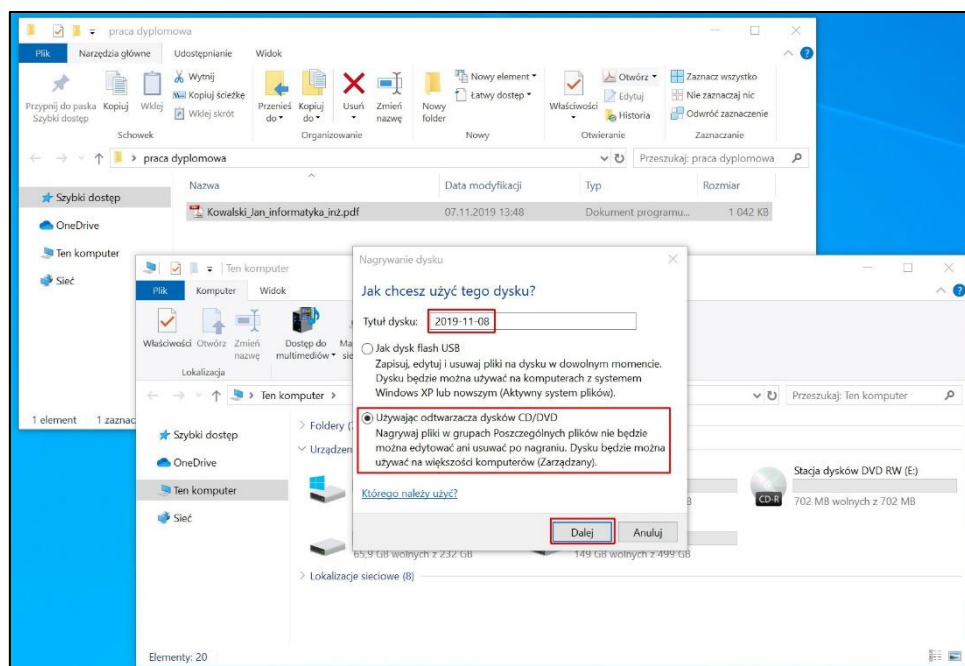 praca dyplomowa
Plik Narzędzia główne Udostępnianie Widok
Przypnij do paska Szybki dostęp
Kopiuj
Wklej
Wytnij
Kopiuj ścieżkę
Wklej skrót
Schowek
Przenieś do
Kopiuj do
Usuń
Zmień nazwę
Organizowanie
Nowy folder
Nowy element
Łatwy dostęp
Nowy
Właściwości
Otwórz
Edytuj
Historia
Otwieranie
Zaznacz wszystko
Nie zaznaczaj nic
Odwróć zaznaczenie
Zaznaczanie
praca dyplomowa
Przeszukaj: praca dyplomowa
Szybki dostęp
OneDrive
Ten komputer
Sieć
Nazwa Data modyfikacji Typ Rozmiar
Kowalski_Jan_informatyka_inż.pdf 07.11.2019 13:48 Dokument programu... 1 042 KB
1 element
Ten komputer
Plik Komputer Widok
Właściwości
Otwórz
Zmień nazwę
Lokalizacja
Dostęp do multimediów
Ten komputer
Przeszukaj: Ten komputer
Szybki dostęp
OneDrive
Ten komputer
Sieć
Foldery
Stacja dysków DVD RW (E:)
CD-R
702 MB wolnych z 702 MB
65,9 GB wolnych z 232 GB
149 GB wolnych z 499 GB
Lokalizacje sieciowe (8)
Elementy: 20
Nagrywanie dysku
Jak chcesz użyć tego dysku?
Tytuł dysku: 2019-11-08
Jak dysk flash USB
Zapisuj, edytuj i usuwaj pliki na dysku w dowolnym momencie.
Dysku będzie można używać na komputerach z systemem
Windows XP lub nowszym (Aktywny system plików).
Używając odtwarzacza dysków CD/DVD
Nagrywaj pliki w grupach Poszczególnych plików nie będzie
można edytować ani usuwać po nagraniu. Dysku będzie można
używać na większości komputerów (Zarządzany).
Którego należy użyć?
Dalej
Anuluj